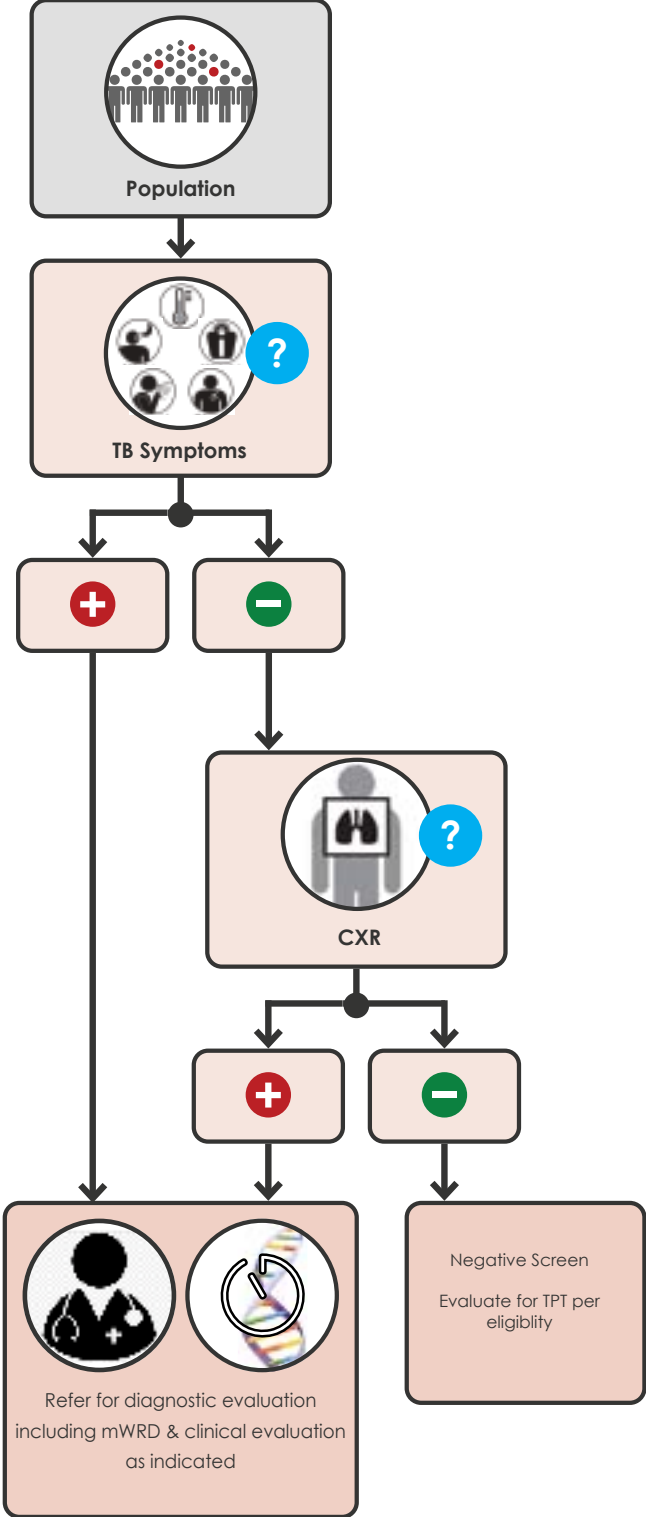 Population
?
TB Symptoms
?
CXR
Negative Screen
Evaluate for TPT per
eligiblity
Refer for diagnostic evaluation
including mWRD & clinical evaluation
as indicated